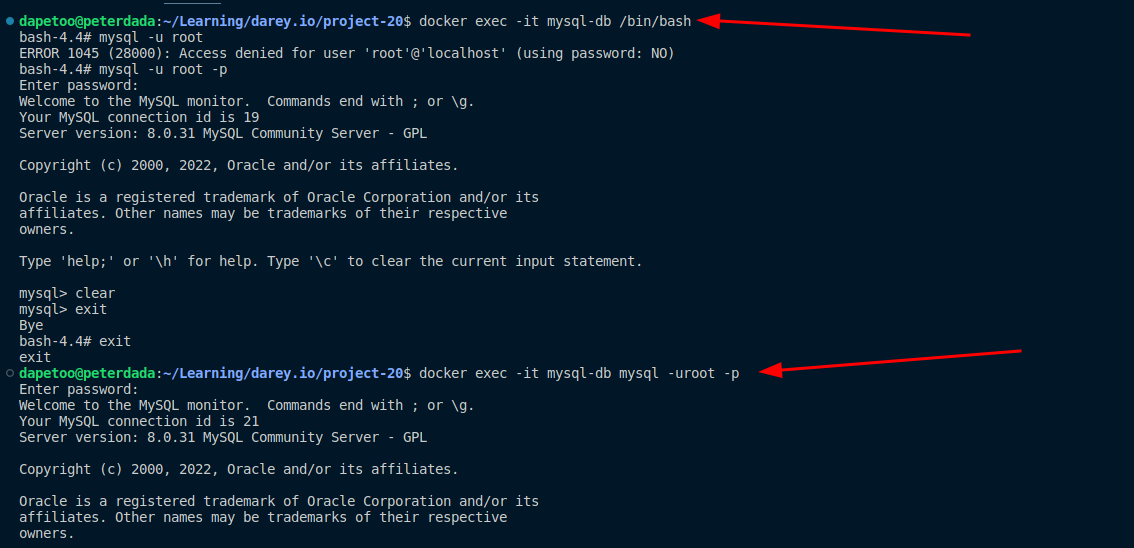 dapetoo@peterdada:~/Learning/darey.io/project-20$ docker exec -it mysql-db /bin/bash
bash-4.4# mysql -u root
ERROR 1045 (28000): Access denied for user 'root'@'localhost' (using password: NO)
bash-4.4# mysql -u root -p
Enter password:
Welcome to the MySQL monitor.  Commands end with ; or \g.
Your MySQL connection id is 19
Server version: 8.0.31 MySQL Community Server - GPL

Copyright (c) 2000, 2022, Oracle and/or its affiliates.

Oracle is a registered trademark of Oracle Corporation and/or its
affiliates. Other names may be trademarks of their respective
owners.

Type 'help;' or '\h' for help. Type '\c' to clear the current input statement.

mysql> clear
mysql> exit
Bye
bash-4.4# exit
exit
dapetoo@peterdada:~/Learning/darey.io/project-20$ docker exec -it mysql-db mysql -uroot -p
Enter password:
Welcome to the MySQL monitor.  Commands end with ; or \g.
Your MySQL connection id is 21
Server version: 8.0.31 MySQL Community Server - GPL

Copyright (c) 2000, 2022, Oracle and/or its affiliates.

Oracle is a registered trademark of Oracle Corporation and/or its
affiliates. Other names may be trademarks of their respective
owners.